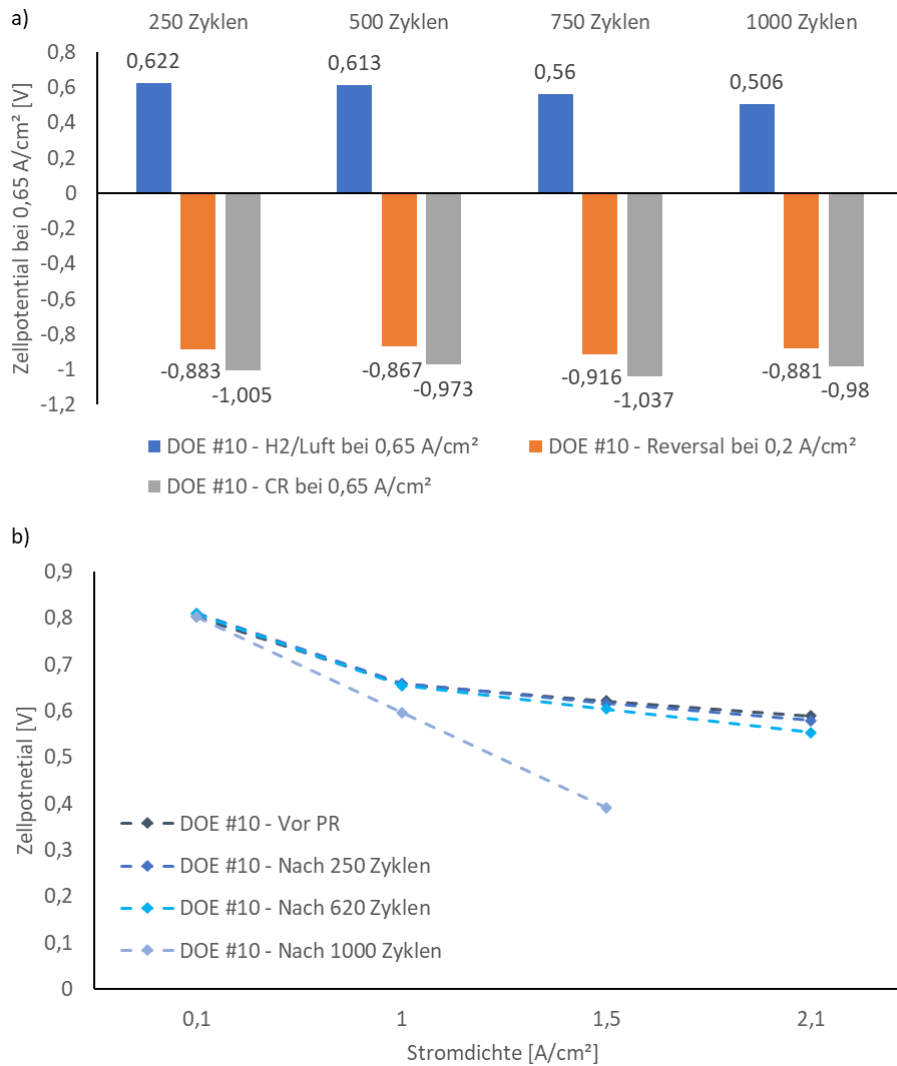 a)
250 Zyklen 500 Zyklen 750 Zyklen 1000 Zyklen
Zellpotential bei 0,65 A/cm² [V]
0,8
0,6
0,4
0,2
0
-0,2
-0,4
-0,6
-0,8
-1
-1,2
0,622 0,613 0,56 0,506
-0,883 -0,867 -0,916 -0,881
-1,005 -0,973 -1,037 -0,98
DOE #10 - H2/Luft bei 0,65 A/cm² DOE #10 - Reversal bei 0,2 A/cm²
DOE #10 - CR bei 0,65 A/cm²
b)
Zellpotnetial [V]
0,9
0,8
0,7
0,6
0,5
0,4
0,3
0,2
0,1
0
DOE #10 - Vor PR
DOE #10 - Nach 250 Zyklen
DOE #10 - Nach 620 Zyklen
DOE #10 - Nach 1000 Zyklen
0,1 1 1,5 2,1
Stromdichte [A/cm²]